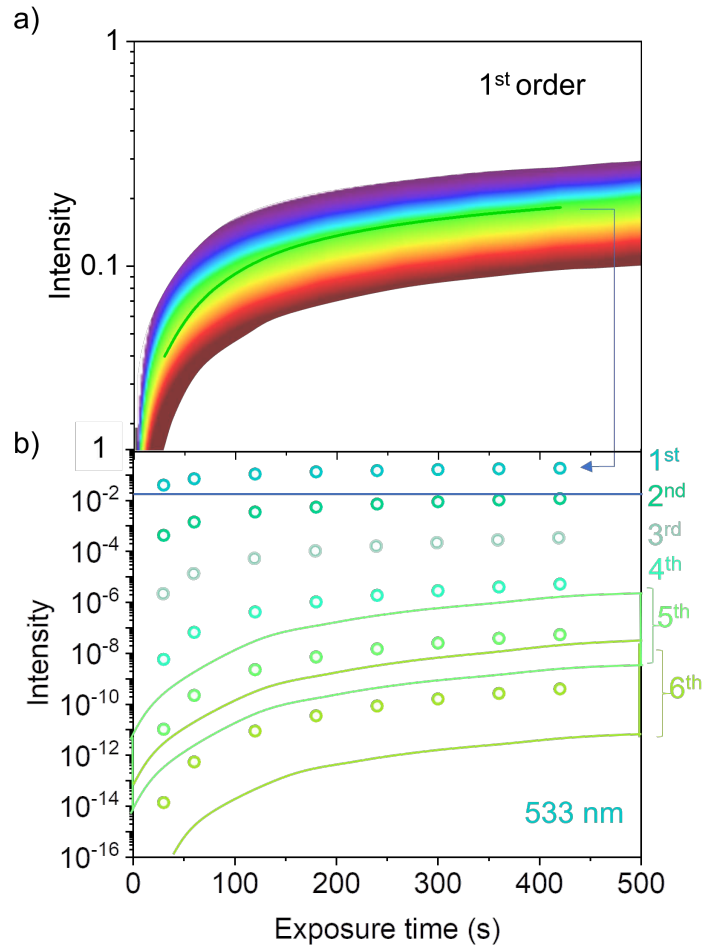 a)
1
1st order
Intensity
0.1
b)
1
1st
10-2
2nd
3rd
10-4
4th
10-6
5th
10-8
6th
Intensity
10-10
10-12
10-14
533 nm
10-16
0 100 200 300 400 500
Exposure time (s)